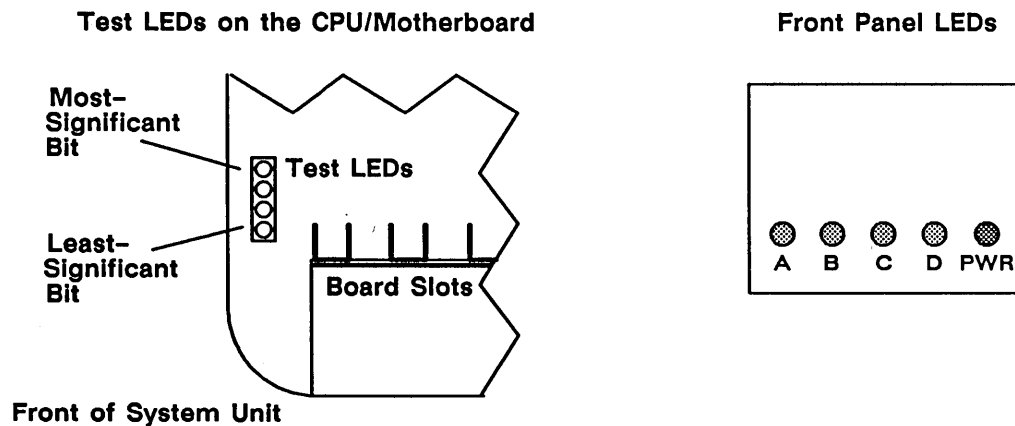 Test LEDs on the CPU/Motherboard
Front Panel LEDs
Most-
Significant
Bit
Test LEDs
Least-
Significant
Bit
Board Slots
A B C D PWR
Front of System Unit